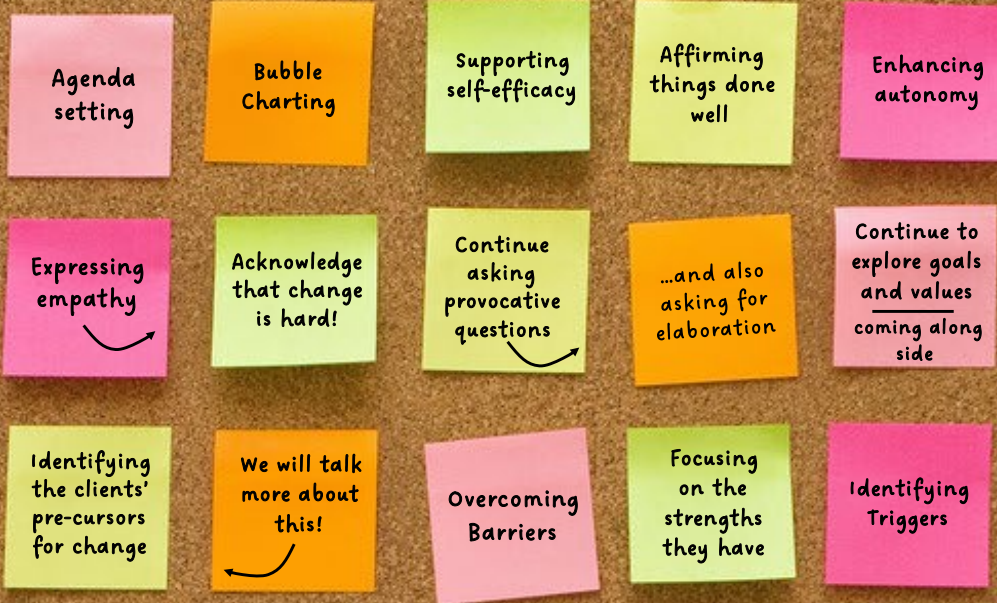 Agenda
setting
Bubble
Charting
Supporting
self-efficacy
Affirming
things done
well
Enhancing
autonomy
Expressing
empathy
Acknowledge
that change
is hard!
Continue
asking
provocative
questions
...and also
asking for
elaboration
Continue to
explore goals
and values
coming along
side
Identifying
the clients'
pre-cursors
for change
We will talk
more about
this!
Overcoming
Barriers
Focusing
on the
strengths
they have
Identifying
Triggers